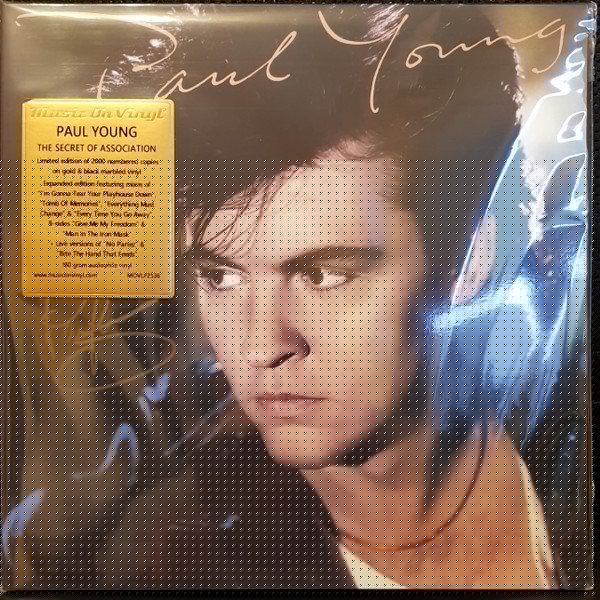 Paul Young
Music On Vinyl
PAUL YOUNG
THE SECRET OF ASSOCIATION
Limited edition of 2000 numbered copies
on gold & black marbled vinyl
Expanded edition featuring mixes of
"I'm Gonna Tear Your Playhouse Down",
"Tomb Of Memories", "Everything Must
Change" & "Every Time You Go Away",
B-sides "Give Me My Freedom" &
"Man In The Iron Mask"
+ Live versions of "No Parlez" &
"Bite The Hand That Feeds"
180 gram audiophile vinyl
www.musiconvinyl.com MOVLP2536